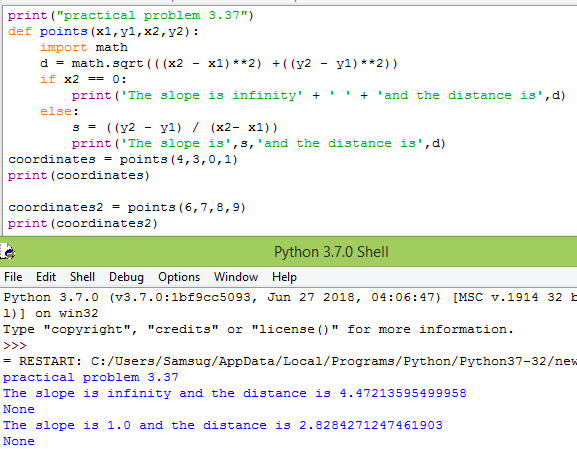 print("practical problem 3.37")
def points(x1,y1,x2,y2):
    import math
    d = math.sqrt(((x2 - x1)**2) +((y2 - y1)**2))
    if x2 == 0:
        print('The slope is infinity' + ' ' + 'and the distance is',d)
    else:
        s = ((y2 - y1) / (x2- x1))
        print('The slope is',s,'and the distance is',d)
coordinates = points(4,3,0,1)
print(coordinates)

coordinates2 = points(6,7,8,9)
print(coordinates2)
Python 3.7.0 Shell
File Edit Shell Debug Options Window Help
Python 3.7.0 (v3.7.0:1bf9cc5093, Jun 27 2018, 04:06:47) [MSC v.1914 32 b
l)] on win32
Type "copyright", "credits" or "license()" for more information.
>>>
= RESTART: C:/Users/Samsug/AppData/Local/Programs/Python/Python37-32/new
practical problem 3.37
The slope is infinity and the distance is 4.47213595499958
None
The slope is 1.0 and the distance is 2.8284271247461903
None